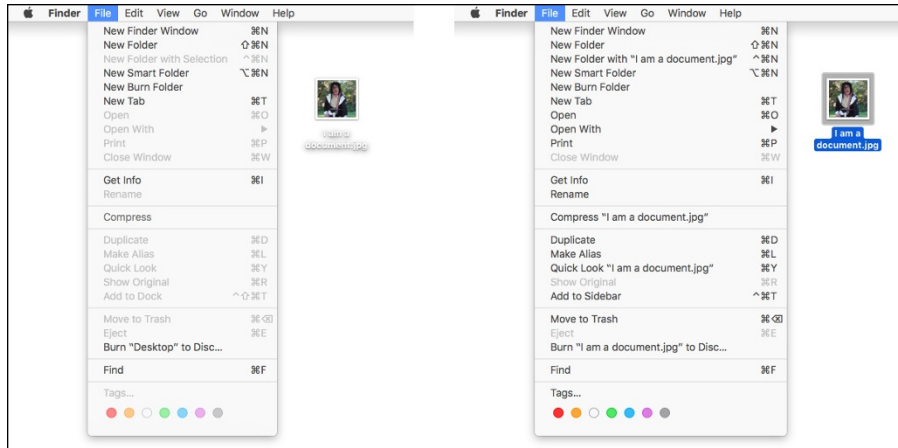 Finder File Edit View Go Window Help
New Finder Window ⌘N
New Folder ⇧⌘N
New Folder with Selection ^⌘N
New Smart Folder ⌥⌘N
New Burn Folder
New Tab ⌘T
Open ⌘O
Open With ▶
Print ⌘P
Close Window ⌘W
Get Info ⌘I
Rename
Compress
Duplicate ⌘D
Make Alias ⌘L
Quick Look ⌘Y
Show Original ⌘R
Add to Dock ^⇧⌘T
Move to Trash ⌘⌫
Eject ⌘E
Burn "Desktop" to Disc...
Find ⌘F
Tags...
I am a
document.jpg
Finder File Edit View Go Window Help
New Finder Window ⌘N
New Folder ⇧⌘N
New Folder with "I am a document.jpg" ^⌘N
New Smart Folder ⌥⌘N
New Burn Folder
New Tab ⌘T
Open ⌘O
Open With ▶
Print ⌘P
Close Window ⌘W
Get Info ⌘I
Rename
Compress "I am a document.jpg"
Duplicate ⌘D
Make Alias ⌘L
Quick Look "I am a document.jpg" ⌘Y
Show Original ⌘R
Add to Sidebar ^⌘T
Move to Trash ⌘⌫
Eject ⌘E
Burn "I am a document.jpg" to Disc...
Find ⌘F
Tags...
I am a
document.jpg